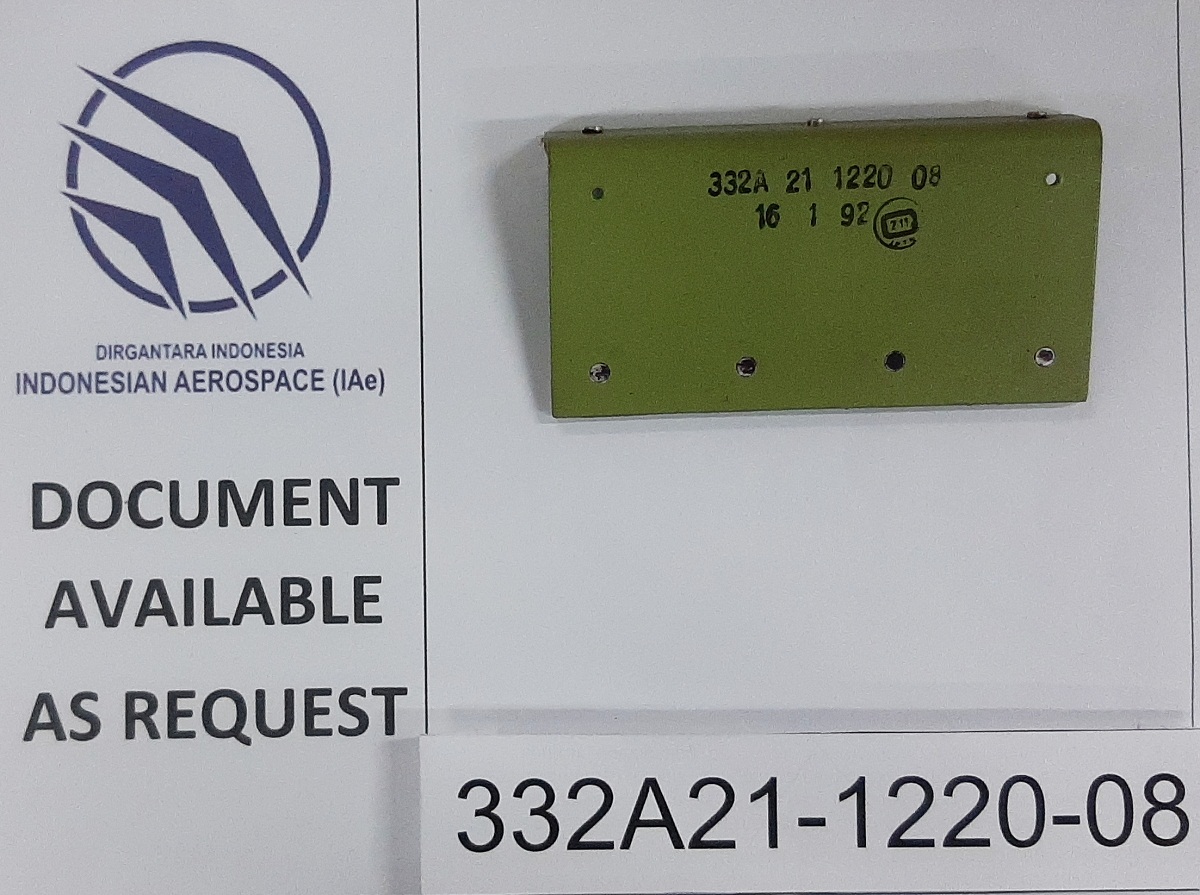 DIRGANTARA INDONESIA
INDONESIAN AEROSPACE (IAe)
DOCUMENT
AVAILABLE
AS REQUEST
332A 21 1220 08
16 1 92
332A21-1220-08